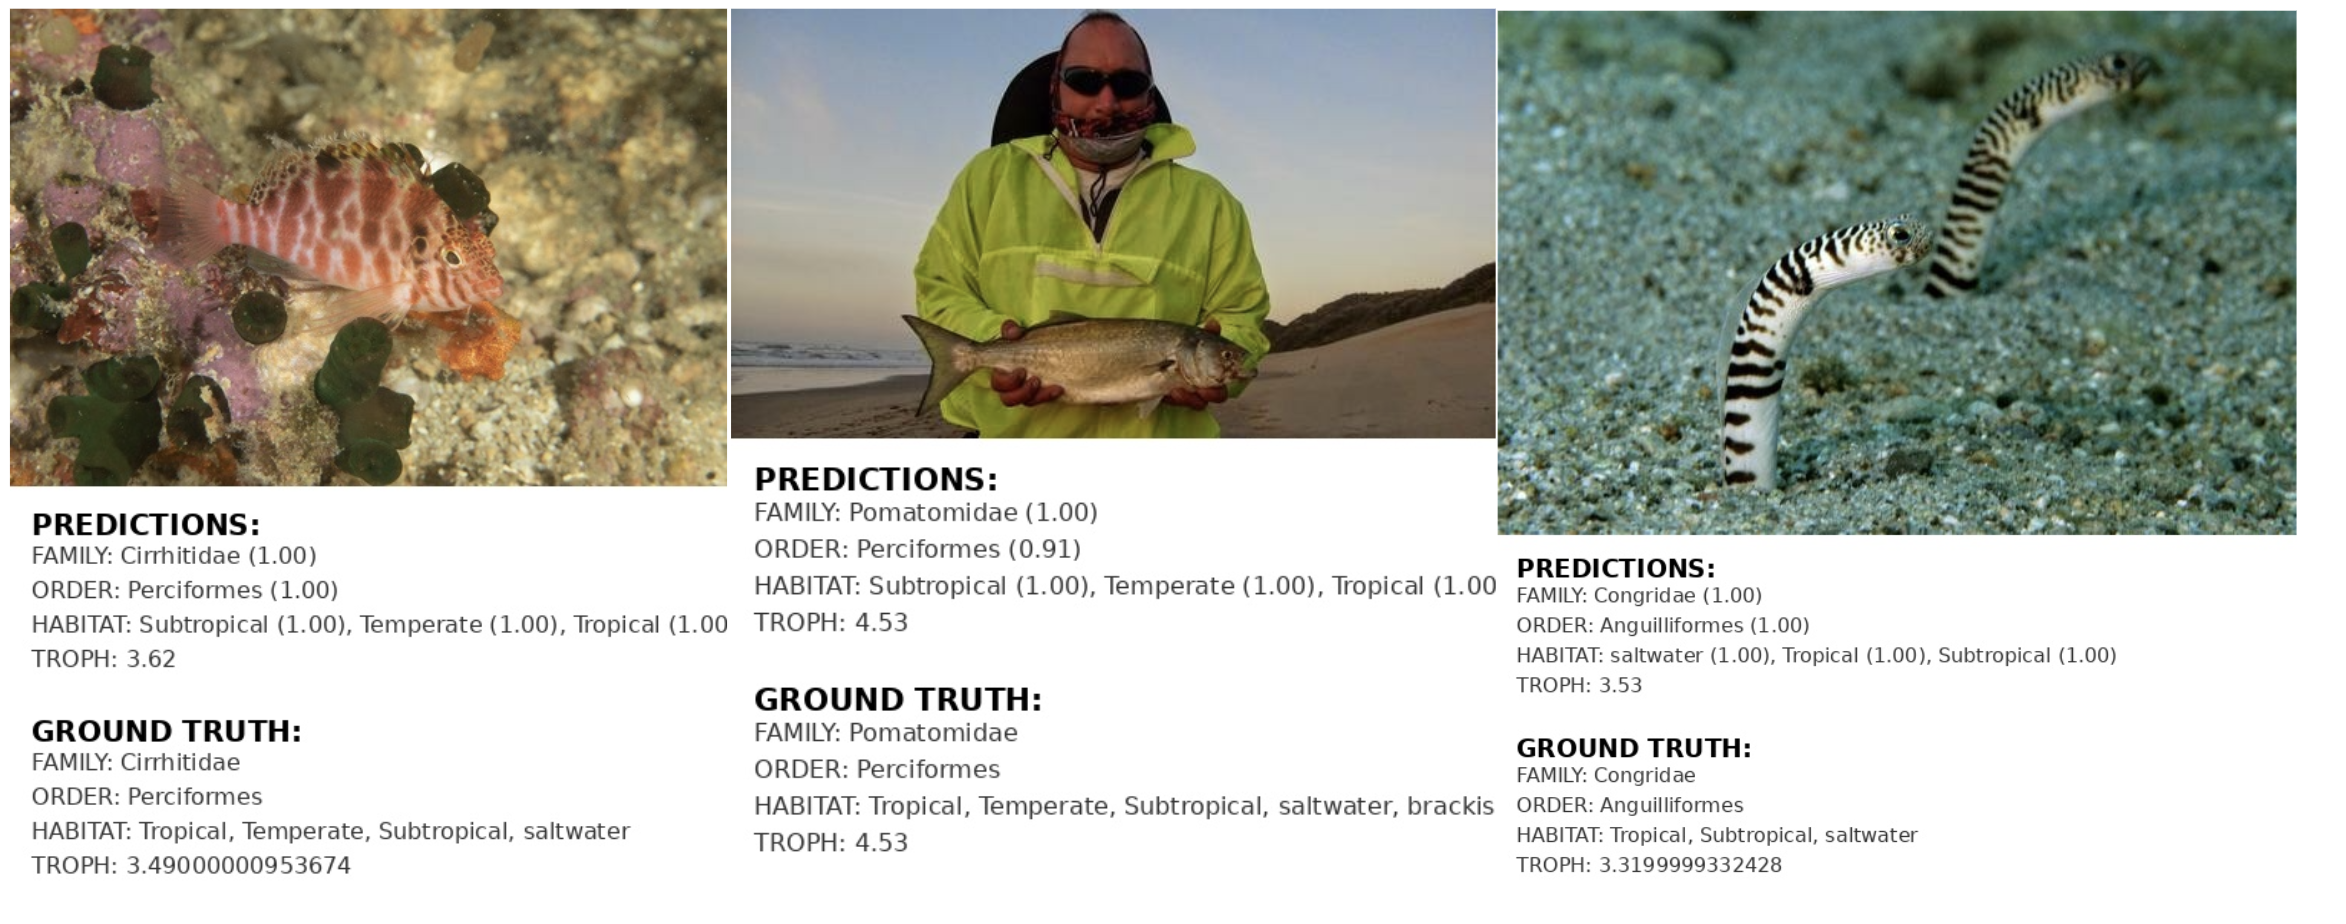 PREDICTIONS:
FAMILY: Cirrhitidae (1.00)
ORDER: Perciformes (1.00)
HABITAT: Subtropical (1.00), Temperate (1.00), Tropical (1.00
TROPH: 3.62
GROUND TRUTH:
FAMILY: Cirrhitidae
ORDER: Perciformes
HABITAT: Tropical, Temperate, Subtropical, saltwater
TROPH: 3.49000000953674
PREDICTIONS:
FAMILY: Pomatomidae (1.00)
ORDER: Perciformes (0.91)
HABITAT: Subtropical (1.00), Temperate (1.00), Tropical (1.00
TROPH: 4.53
GROUND TRUTH:
FAMILY: Pomatomidae
ORDER: Perciformes
HABITAT: Tropical, Temperate, Subtropical, saltwater, brackis
TROPH: 4.53
PREDICTIONS:
FAMILY: Congridae (1.00)
ORDER: Anguilliformes (1.00)
HABITAT: saltwater (1.00), Tropical (1.00), Subtropical (1.00)
TROPH: 3.53
GROUND TRUTH:
FAMILY: Congridae
ORDER: Anguilliformes
HABITAT: Tropical, Subtropical, saltwater
TROPH: 3.3199999332428